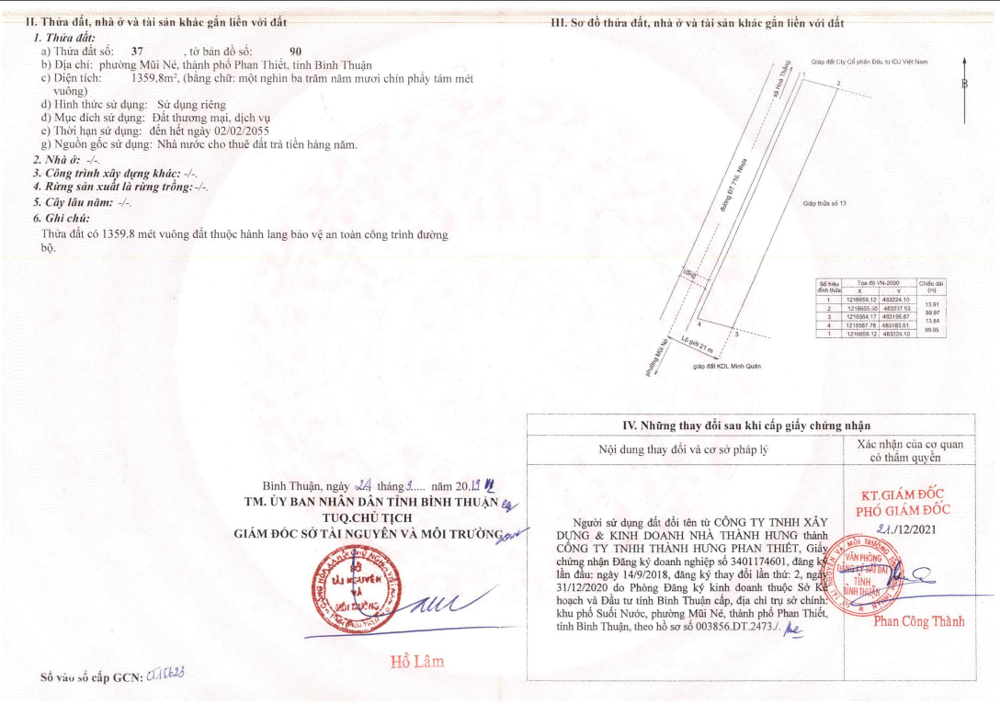 II. Thửa đất, nhà ở và tài sản khác gắn liền với đất
1. Thửa đất:
a) Thửa đất số: 37 , tờ bản đồ số: 90
b) Địa chỉ: phường Mũi Né, thành phố Phan Thiết, tỉnh Bình Thuận
c) Diện tích: 1359,8m², (bằng chữ: một nghìn ba trăm năm mươi chín phẩy tám mét
vuông)
d) Hình thức sử dụng: Sử dụng riêng
đ) Mục đích sử dụng: Đất thương mại, dịch vụ
e) Thời hạn sử dụng: đến hết ngày 02/02/2055
g) Nguồn gốc sử dụng: Nhà nước cho thuê đất trả tiền hàng năm.
2. Nhà ở: -/-.
3. Công trình xây dựng khác: -/-.
4. Rừng sản xuất là rừng trồng: -/-.
5. Cây lâu năm: -/-.
6. Ghi chú:
Thửa đất có 1359.8 mét vuông đất thuộc hành lang bảo vệ an toàn công trình đường
bộ.
Bình Thuận, ngày 24 tháng 9..... năm 2019
TM. ỦY BAN NHÂN DÂN TỈNH BÌNH THUẬN
TUQ.CHỦ TỊCH
GIÁM ĐỐC SỞ TÀI NGUYÊN VÀ MÔI TRƯỜNG
SỞ
TÀI NGUYÊN
VÀ
MÔI TRƯỜNG
Hồ Lâm
Số vào sổ cấp GCN: CT15623
III. Sơ đồ thửa đất, nhà ở và tài sản khác gắn liền với đất
Giáp đất Cty Cổ phần Đầu tư IDJ Việt Nam
B
xã Hoà Thắng
1
2
đường ĐT 716. Nhựa
Giáp thửa số 13
cống
4
3
Lộ giới 21 m
phường Mũi Né
giáp đất KDL Minh Quân
Số hiệu đỉnh thửa Tọa độ VN-2000 Chiều dài (m)
X Y
1 1216659.12 483224.10
13.91
2 1216655.50 483237.53
98.97
3 1216564.17 483196.87
13.84
4 1216567.78 483183.51
99.95
1 1216659.12 483224.10
IV. Những thay đổi sau khi cấp giấy chứng nhận
Nội dung thay đổi và cơ sở pháp lý
Xác nhận của cơ quan
có thẩm quyền
Người sử dụng đất đổi tên từ CÔNG TY TNHH XÂY
DỰNG & KINH DOANH NHÀ THÀNH HƯNG thành
CÔNG TY TNHH THÀNH HƯNG PHAN THIẾT, Giấy
chứng nhận Đăng ký doanh nghiệp số 3401174601, đăng ký
lần đầu: ngày 14/9/2018, đăng ký thay đổi lần thứ: 2, ngày
31/12/2020 do Phòng Đăng ký kinh doanh thuộc Sở Kế
hoạch và Đầu tư tỉnh Bình Thuận cấp, địa chỉ trụ sở chính:
khu phố Suối Nước, phường Mũi Né, thành phố Phan Thiết,
tỉnh Bình Thuận, theo hồ sơ số 003856.DT.2473./.
KT.GIÁM ĐỐC
PHÓ GIÁM ĐỐC
21./12/2021
VĂN PHÒNG
ĐĂNG KÝ ĐẤT ĐAI
TỈNH
BÌNH THUẬN
Phan Công Thành